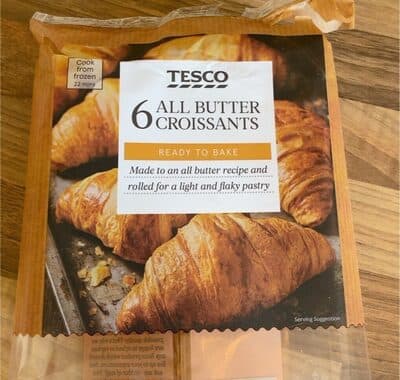 Cook
from
frozen
22 mins
TESCO
6 ALL BUTTER
CROISSANTS
READY TO BAKE
Made to an all butter recipe and
rolled for a light and flaky pastry
Serving Suggestion